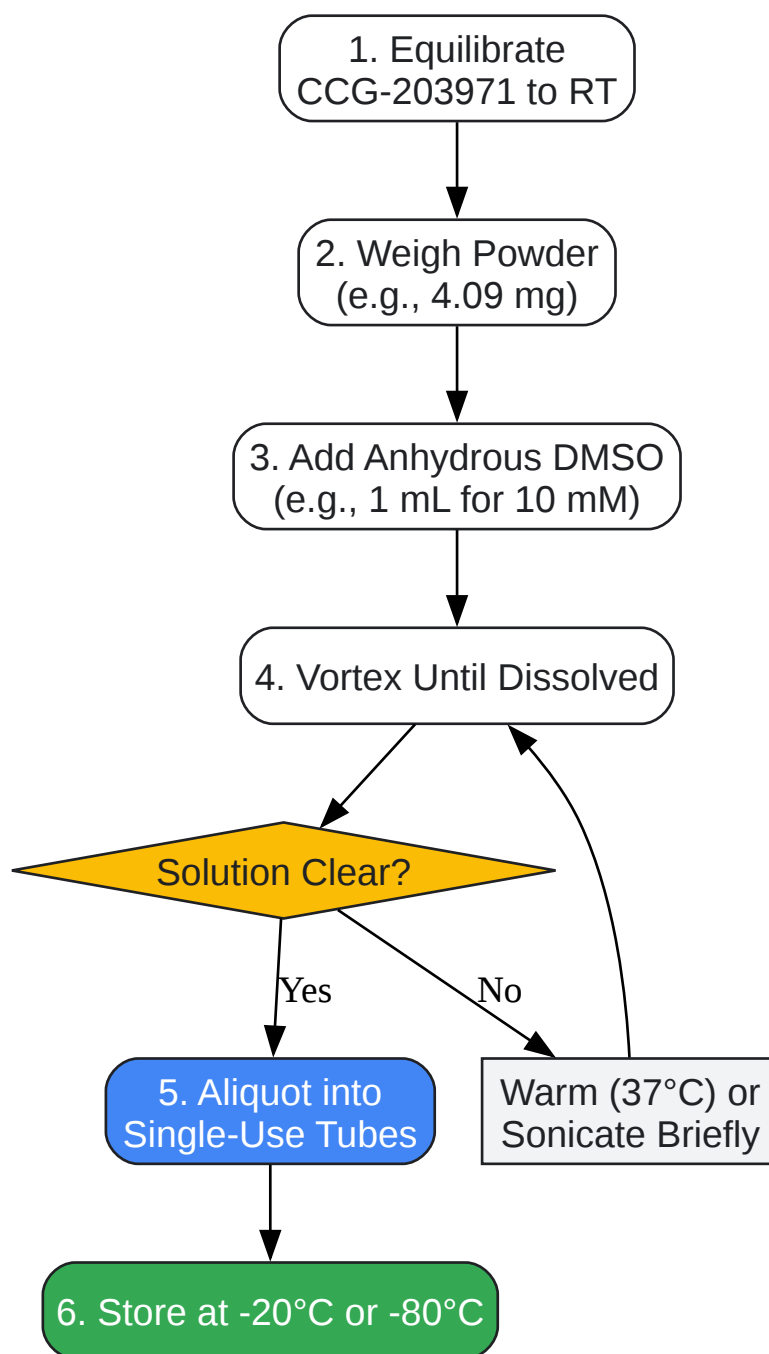 1. Equilibrate
CCG-203971 to RT
2. Weigh Powder
(e.g., 4.09 mg)
3. Add Anhydrous DMSO
(e.g., 1 mL for 10 mM)
4. Vortex Until Dissolved
Solution Clear?
Yes
No
5. Aliquot into
Single-Use Tubes
Warm (37°C) or
Sonicate Briefly
6. Store at -20°C or -80°C